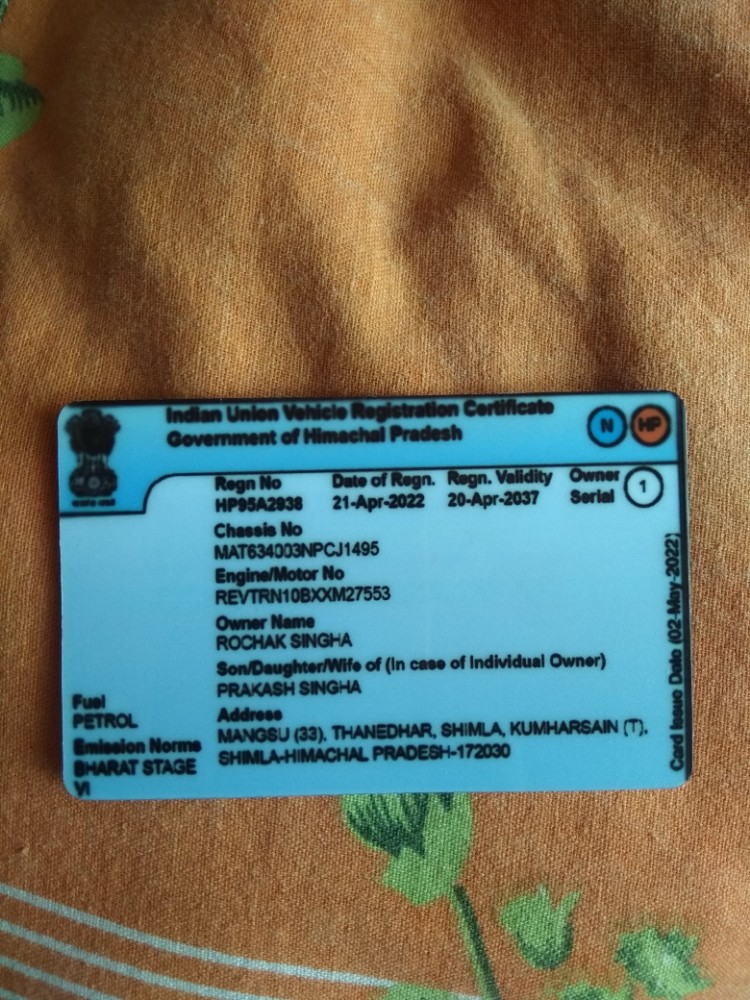 Indian Union Vehicle Registration Certificate
Government of Himachal Pradesh
N HP
Regn No Date of Regn. Regn. Validity Owner Serial 1
HP95A2938 21-Apr-2022 20-Apr-2037
Chassis No
MAT634003NPCJ1495
Engine/Motor No
REVTRN10BXXM27553
Owner Name
ROCHAK SINGHA
Son/Daughter/Wife of (In case of Individual Owner)
PRAKASH SINGHA
Address
MANGSU (33), THANEDHAR, SHIMLA, KUMHARSAIN (T),
SHIMLA-HIMACHAL PRADESH-172030
Fuel
PETROL
Emission Norms
BHARAT STAGE
VI
Card Issue Date (02-May-2022)